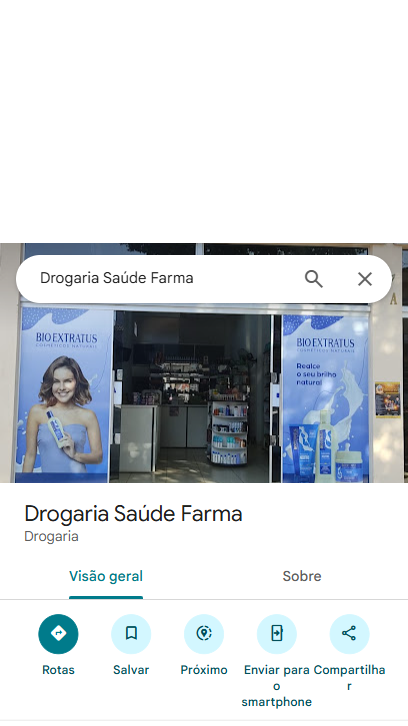 Drogaria Saúde Farma
BIO EXTRATUS
COSMÉTICOS NATURAIS
BIO EXTRATUS
COSMÉTICOS NATURAIS
Realce
o seu brilho
natural
Drogaria Saúde Farma
Drogaria
Visão geral
Sobre
Rotas
Salvar
Próximo
Enviar para
o
smartphone
Compartilha
r